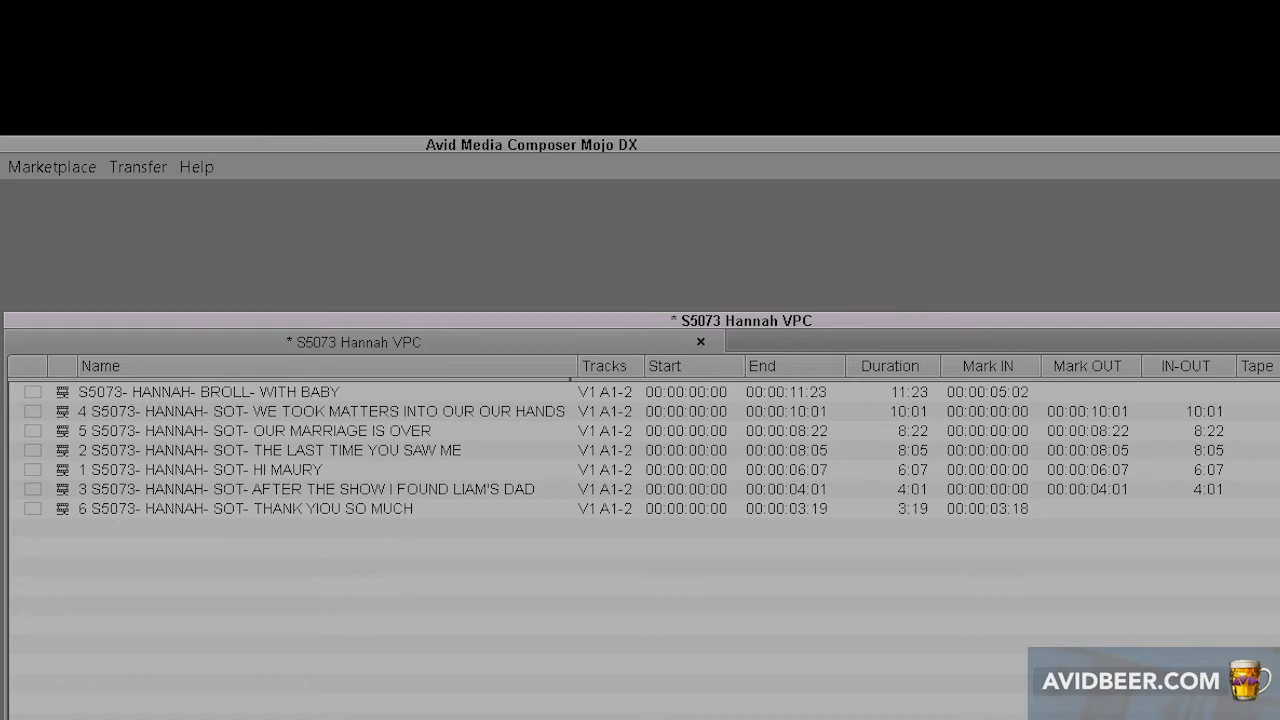 Avid Media Composer Mojo DX
Marketplace Transfer Help
* S5073 Hannah VPC
* S5073 Hannah VPC ×
Name Tracks Start End Duration Mark IN Mark OUT IN-OUT Tape
S5073- HANNAH- BROLL- WITH BABY V1 A1-2 00:00:00:00 00:00:11:23 11:23 00:00:05:02
4 S5073- HANNAH- SOT- WE TOOK MATTERS INTO OUR OUR HANDS V1 A1-2 00:00:00:00 00:00:10:01 10:01 00:00:00:00 00:00:10:01 10:01
5 S5073- HANNAH- SOT- OUR MARRIAGE IS OVER V1 A1-2 00:00:00:00 00:00:08:22 8:22 00:00:00:00 00:00:08:22 8:22
2 S5073- HANNAH- SOT- THE LAST TIME YOU SAW ME V1 A1-2 00:00:00:00 00:00:08:05 8:05 00:00:00:00 00:00:08:05 8:05
1 S5073- HANNAH- SOT- HI MAURY V1 A1-2 00:00:00:00 00:00:06:07 6:07 00:00:00:00 00:00:06:07 6:07
3 S5073- HANNAH- SOT- AFTER THE SHOW I FOUND LIAM'S DAD V1 A1-2 00:00:00:00 00:00:04:01 4:01 00:00:00:00 00:00:04:01 4:01
6 S5073- HANNAH- SOT- THANK YIOU SO MUCH V1 A1-2 00:00:00:00 00:00:03:19 3:19 00:00:03:18
AVIDBEER.COM AVID